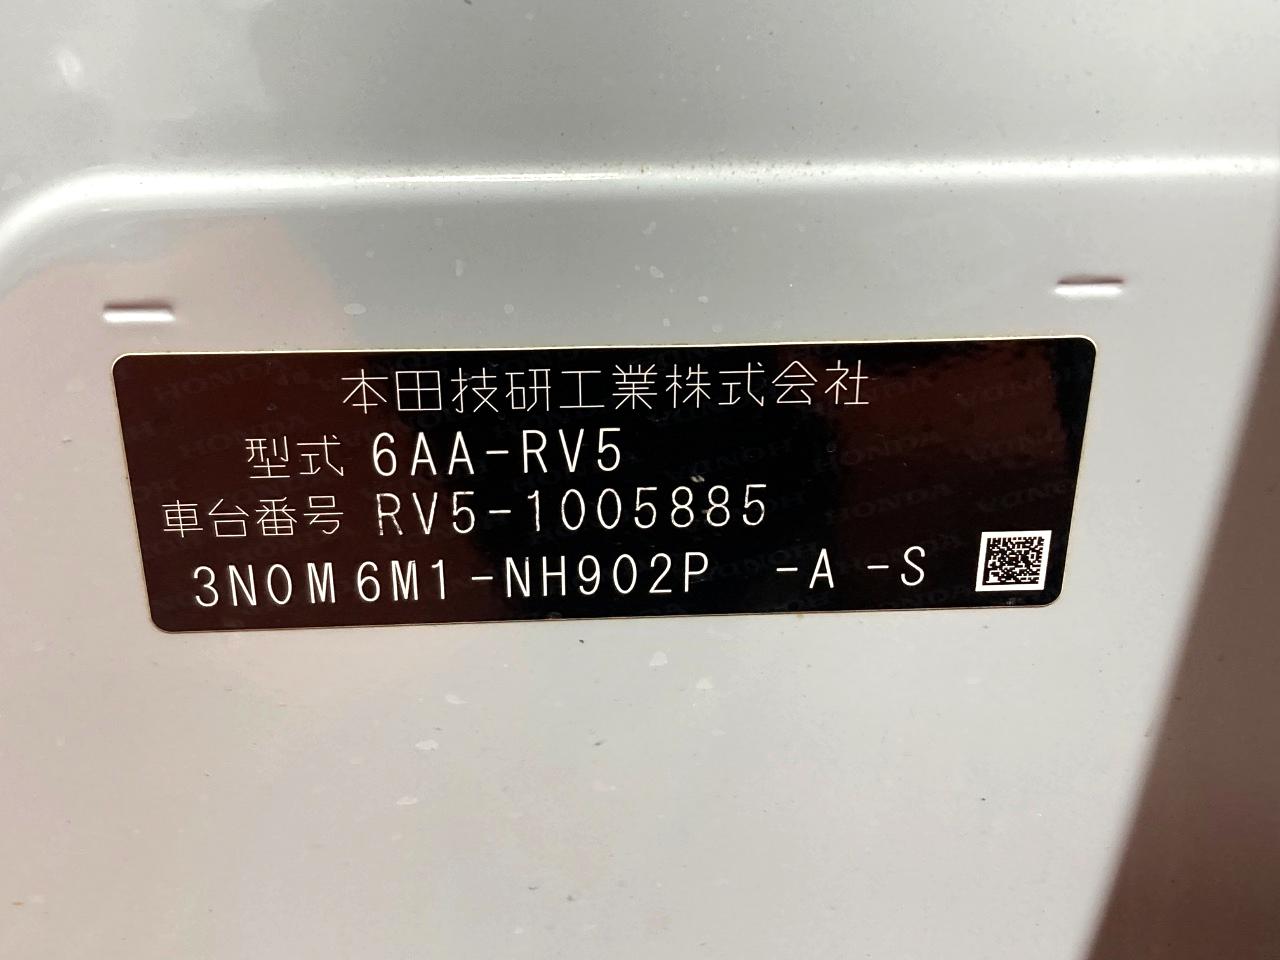 本田技研工業株式会社
型式 6AA-RV5
車台番号 RV5-1005885
3N0M6M1-NH902P -A-S